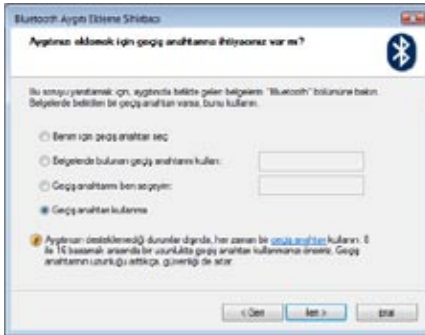 Bluetooth Aygıtı Ekleme Sihirbazı
Aygıtınızı eklemek için geçiş anahtarına ihtiyacınız var mı?
Bu soruyu yanıtlamak için, aygıtınızla birlikte gelen belgelerin "Bluetooth" bölümüne bakın.
Belgelerde belirtilen bir geçiş anahtarı varsa, bunu kullanın.
Benim için geçiş anahtarı seç
Belgelerde bulunan geçiş anahtarını kullan:
Geçiş anahtarını ben seçeyim:
Geçiş anahtarı kullanma
Aygıtınızın desteklemediği durumlar dışında, her zaman bir geçiş anahtarı kullanın. 8
ile 16 basamak arasında bir uzunlukta geçiş anahtarı kullanmanızı öneririz. Geçiş
anahtarının uzunluğu arttıkça, güvenliği de artar.
< Geri
İleri >
İptal